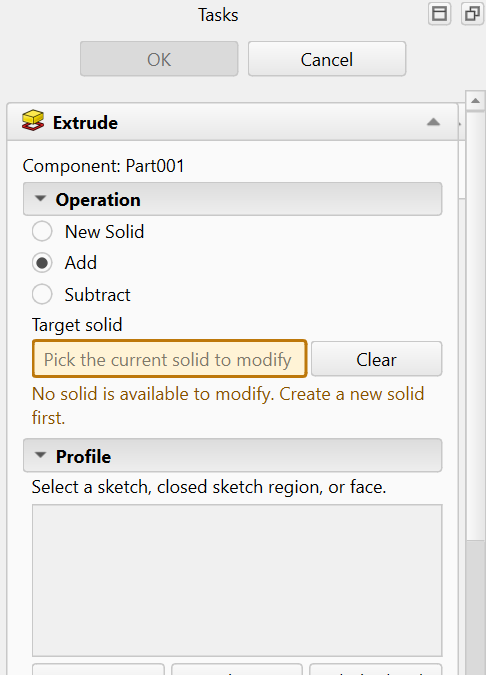 Tasks
OK Cancel
Extrude
Component: Part001
Operation
New Solid
Add
Subtract
Target solid
Pick the current solid to modify Clear
No solid is available to modify. Create a new solid
first.
Profile
Select a sketch, closed sketch region, or face.